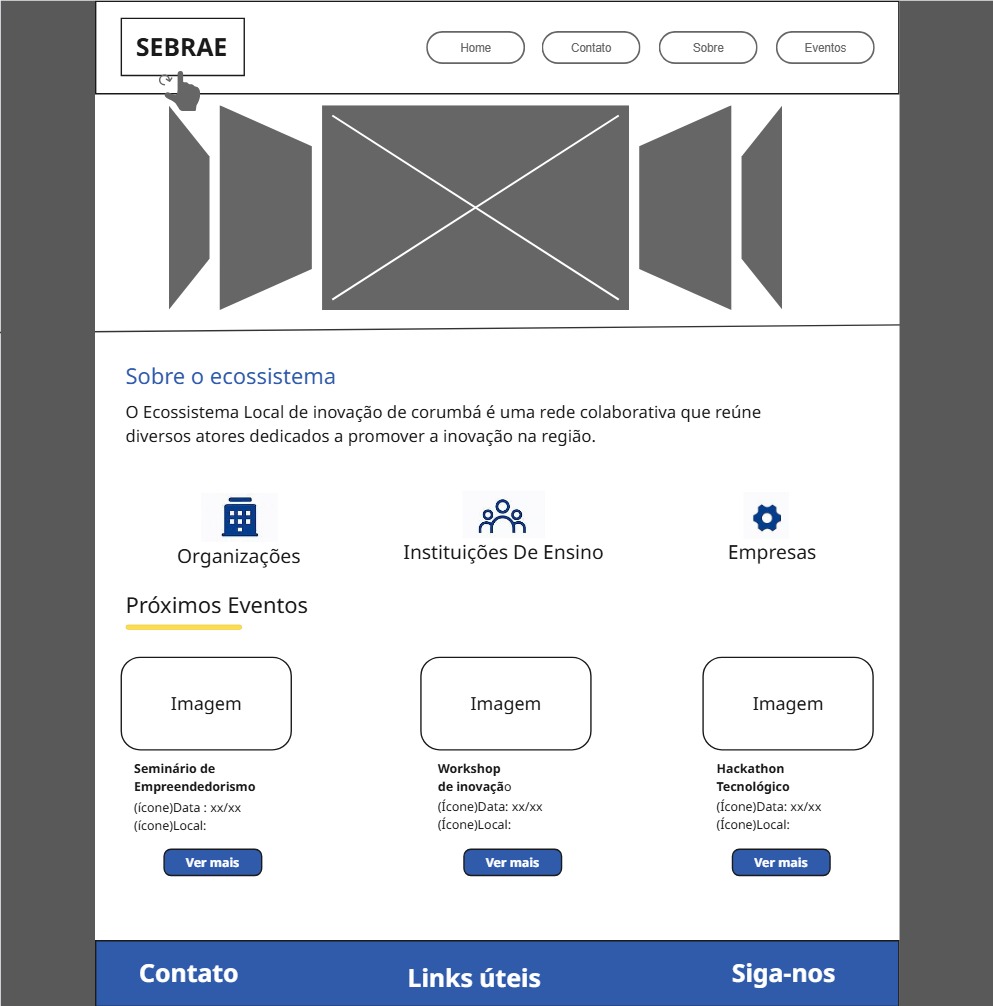 SEBRAE
Home
Contato
Sobre
Eventos
Sobre o ecossistema
O Ecossistema Local de inovação de corumbá é uma rede colaborativa que reúne
diversos atores dedicados a promover a inovação na região.
Organizações
Instituições De Ensino
Empresas
Próximos Eventos
Imagem
Imagem
Imagem
Seminário de
Empreendedorismo
(ícone)Data : xx/xx
(ícone)Local:
Ver mais
Workshop
de inovação
(Ícone)Data: xx/xx
(Ícone)Local:
Ver mais
Hackathon
Tecnológico
(Ícone)Data: xx/xx
(Ícone)Local:
Ver mais
Contato
Links úteis
Siga-nos